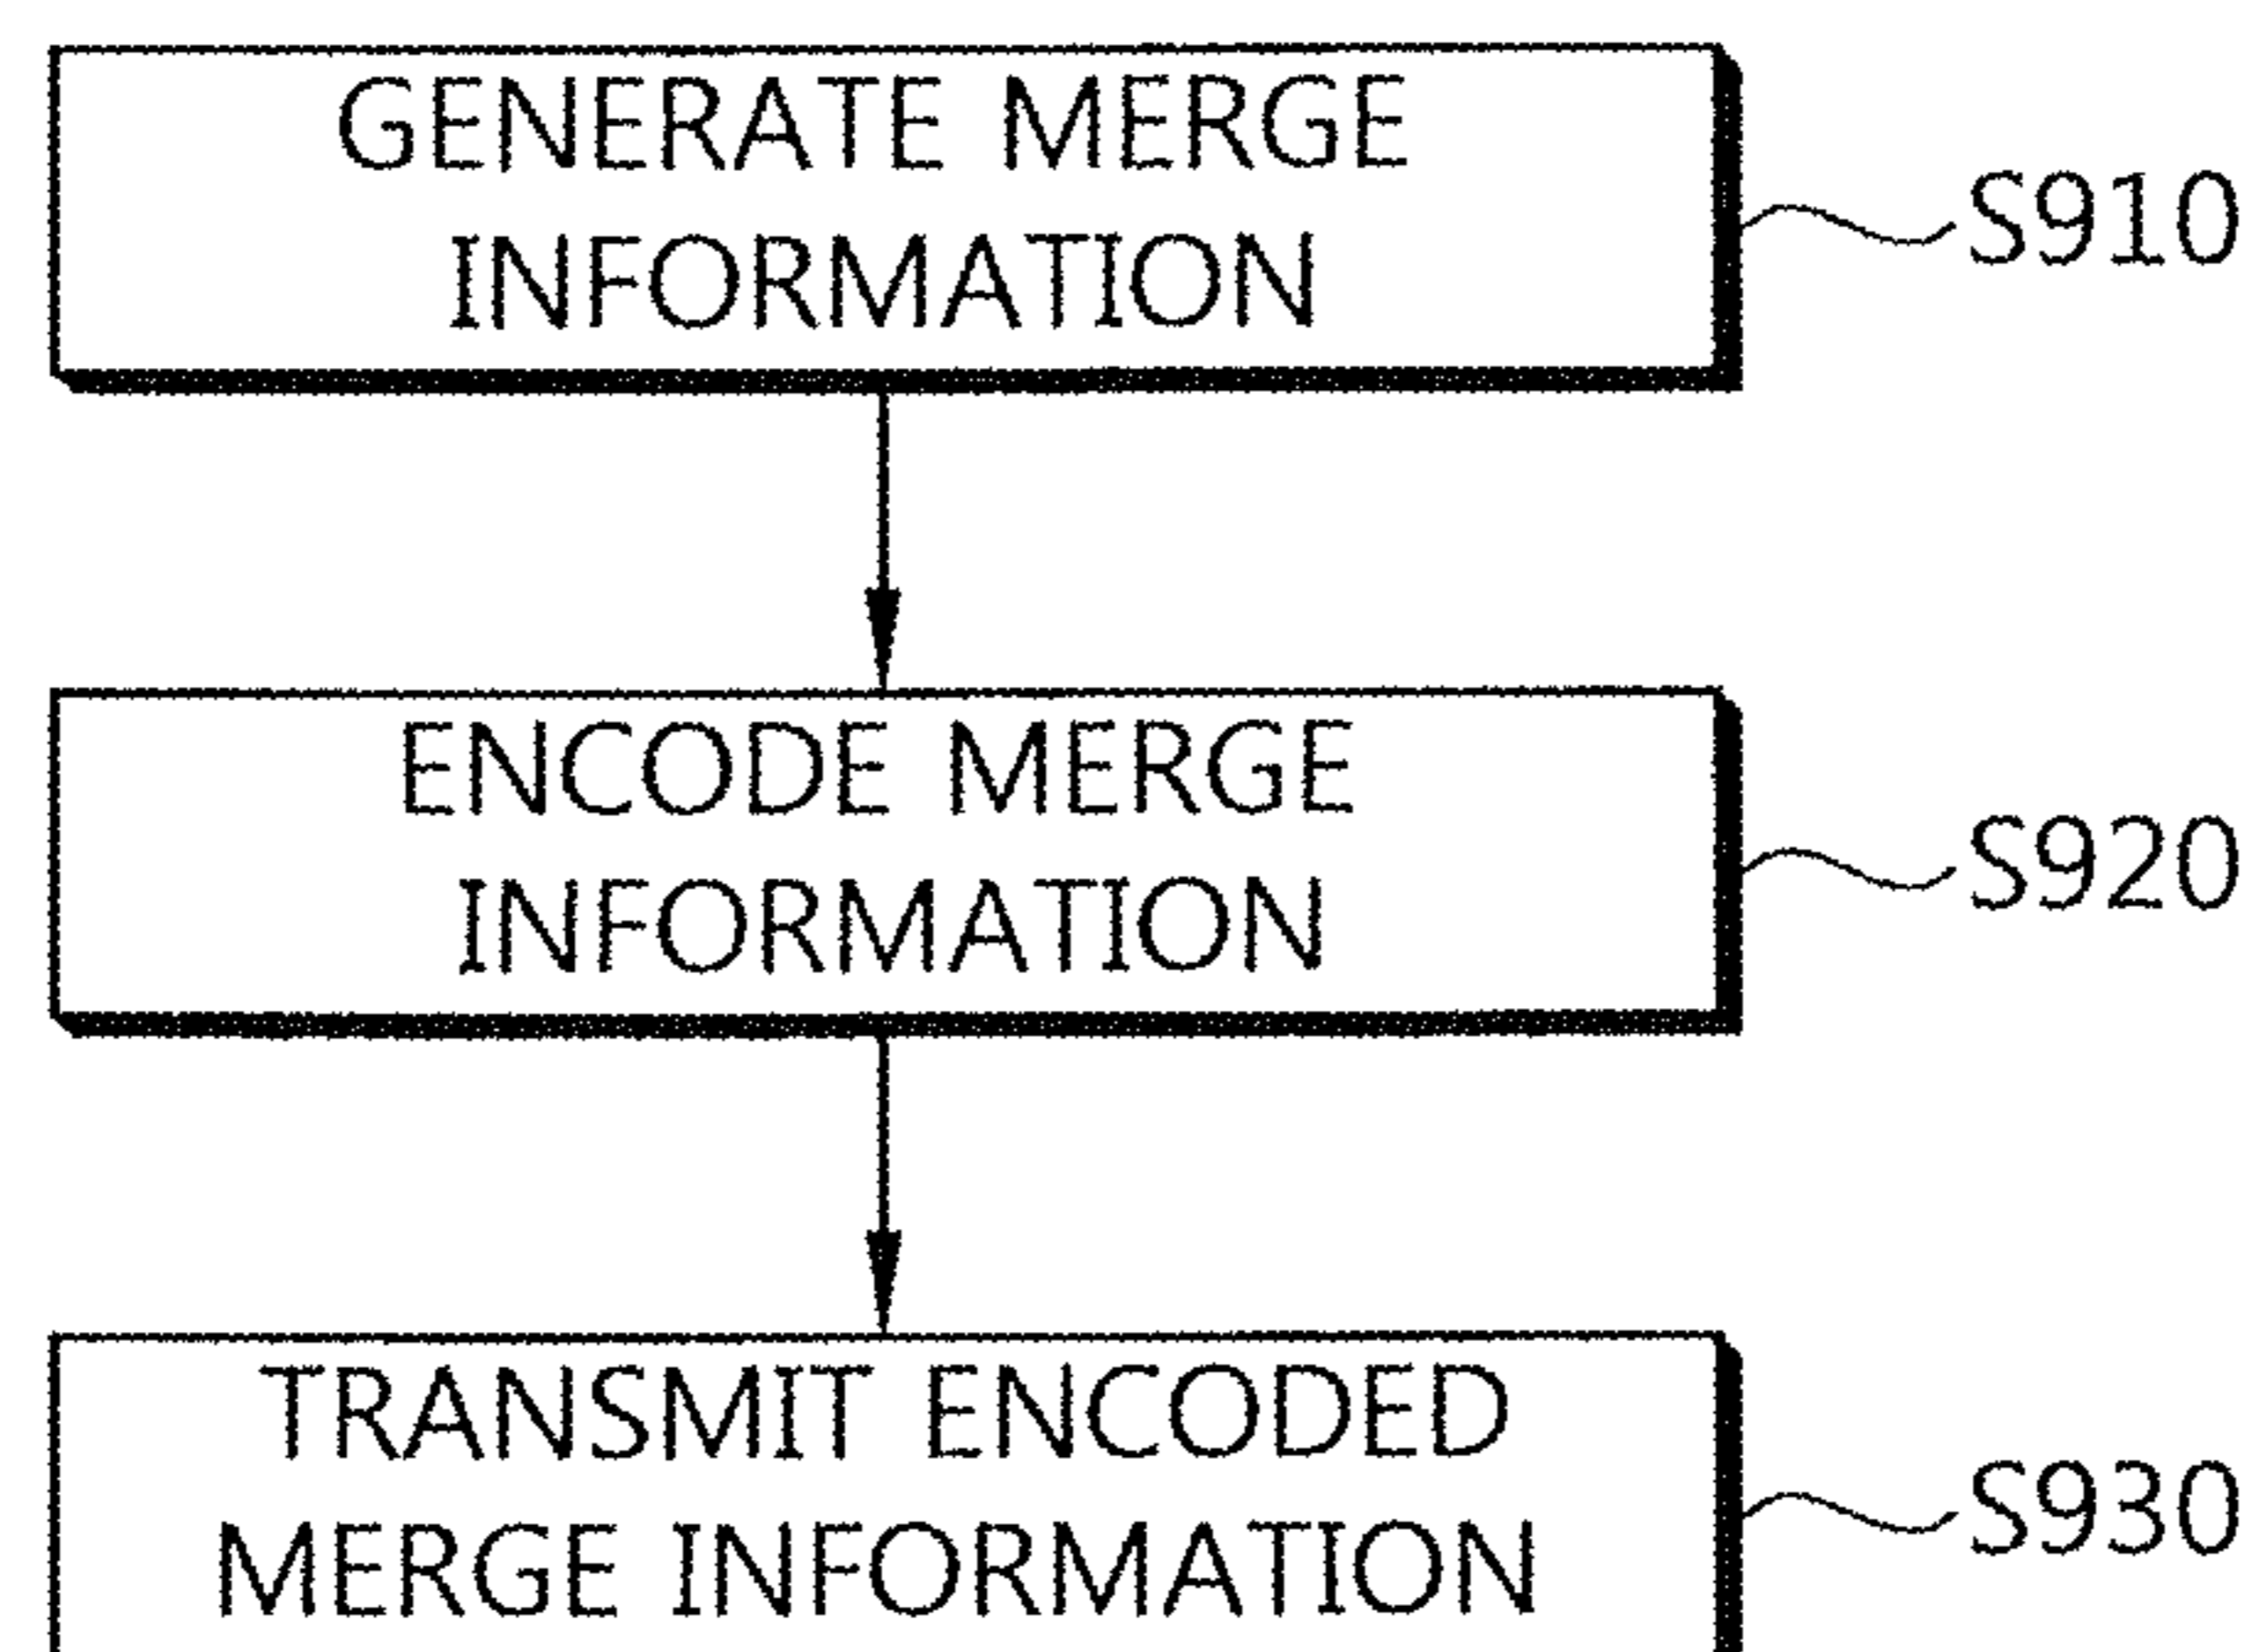 GENERATE MERGE
INFORMATION
S910
ENCODE MERGE
INFORMATION
S920
TRANSMIT ENCODED
MERGE INFORMATION
S930